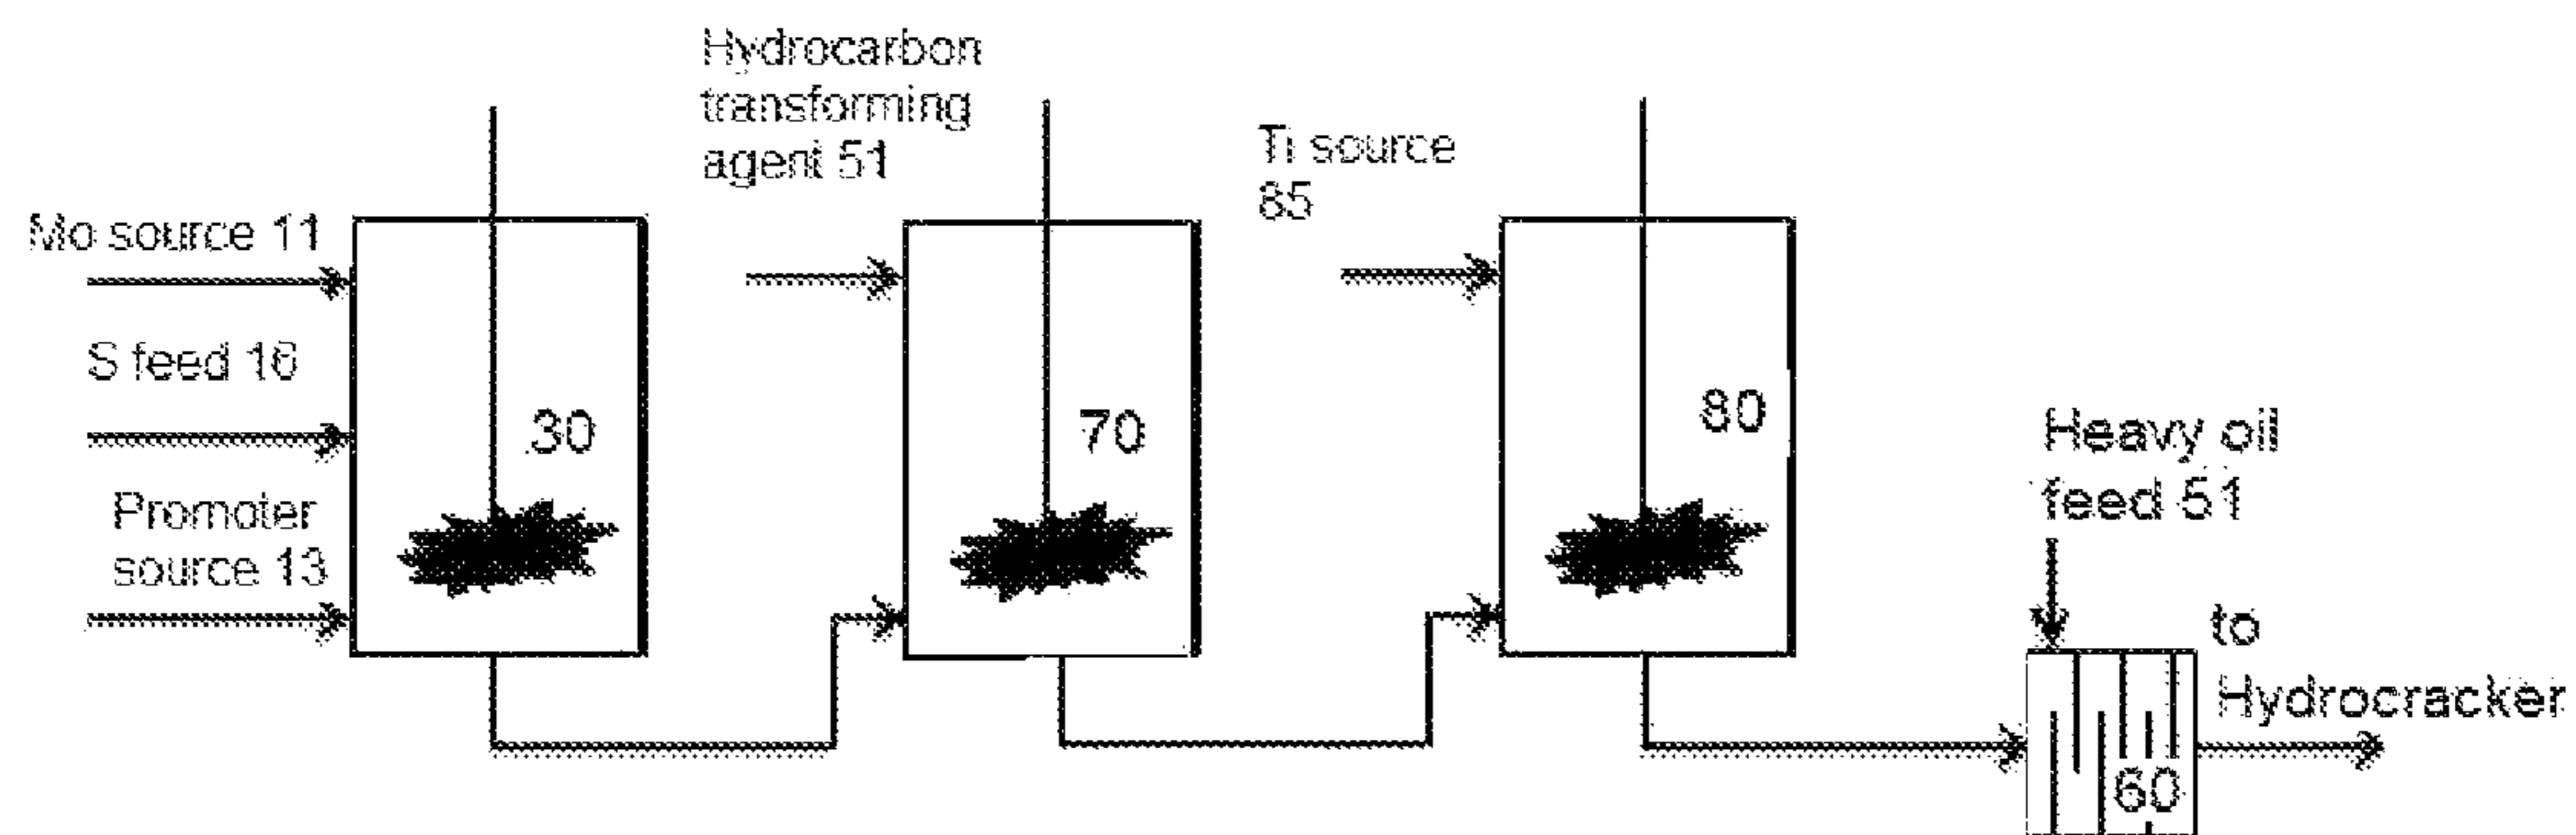 Hydrocarbon
transforming
agent 51
Ti source
85
Mo source 11
S feed 16
Promoter
source 13
30
70
80
Heavy oil
feed 51
to
Hydrocracker
60